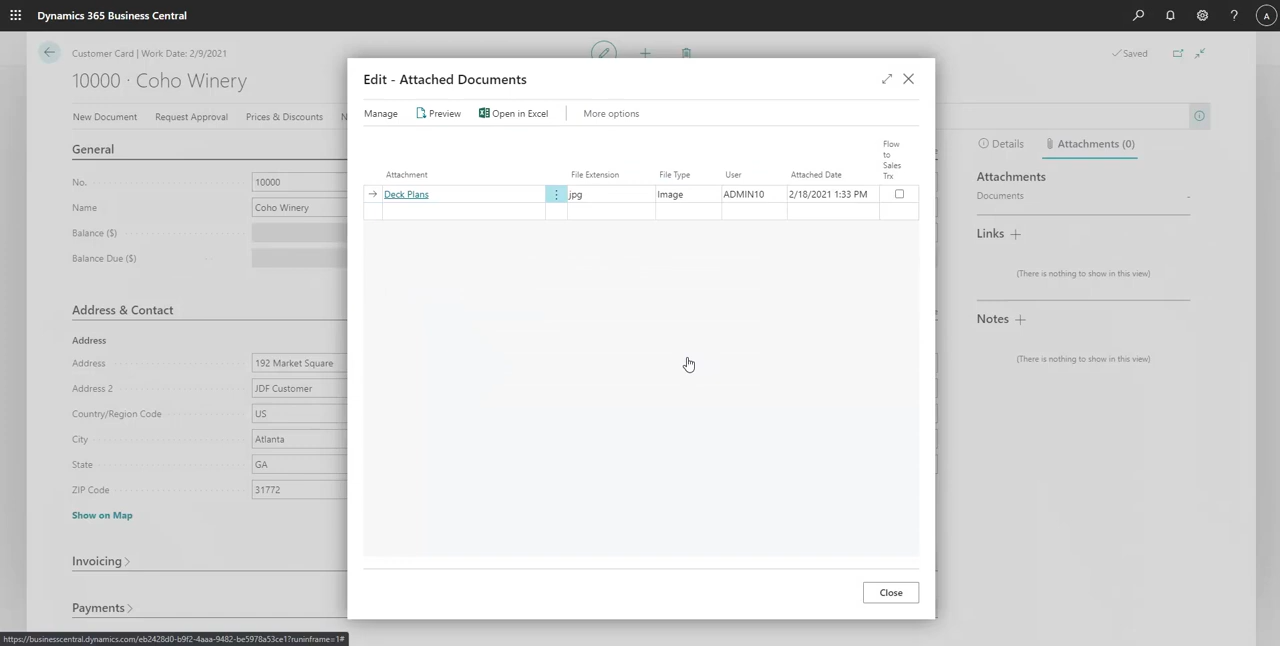 Dynamics 365 Business Central
?
A
Customer Card | Work Date: 2/9/2021
Saved
10000 · Coho Winery
New Document Request Approval Prices & Discounts N
General
No. 10000
Name Coho Winery
Balance ($)
Balance Due ($)
Address & Contact
Address
Address 192 Market Square
Address 2 JDF Customer
Country/Region Code US
City Atlanta
State GA
ZIP Code 31772
Show on Map
Invoicing
Payments
Edit - Attached Documents
Manage Preview Open in Excel More options
Attachment File Extension File Type User Attached Date Flow
to
Sales
Trx
Deck Plans jpg Image ADMIN10 2/18/2021 1:33 PM
Close
Details Attachments (0)
Attachments
Documents -
Links
(There is nothing to show in this view)
Notes
(There is nothing to show in this view)
https://businesscentral.dynamics.com/eb2428d0-b9f2-4aaa-9482-be5978a53ce1?runinframe=1#